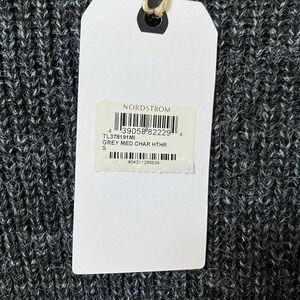 NORDSTROM
4 39058 82229 4
TL378191MI
GREY MED CHAR HTHR
S